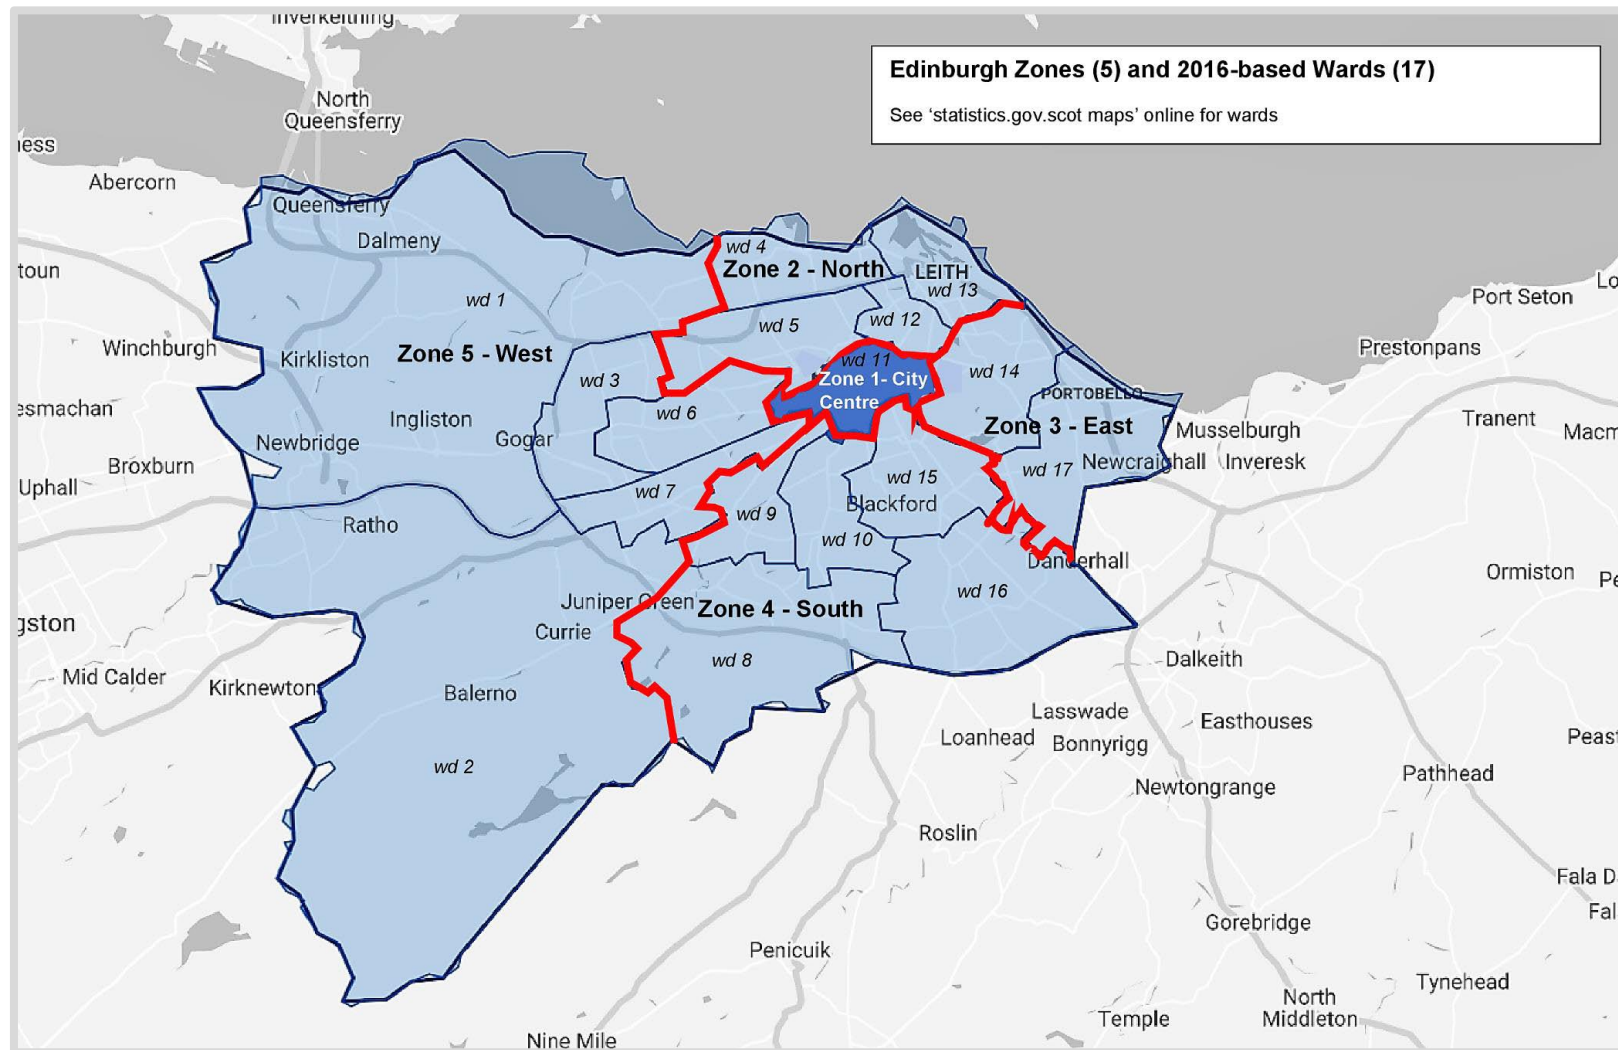 Inverkeithing
Edinburgh Zones (5) and 2016-based Wards (17)
See ‘statistics.gov.scot maps’ online for wards
North
Queensferry
Abercorn
Queensferry
Dalmeny
wd 4
Zone 2 - North
LEITH
wd 13
wd 1
wd 5
wd 12
Port Seton
Winchburgh
Kirkliston
Zone 5 - West
wd 3
wd 11
Zone 1- City
Centre
wd 14
Prestonpans
PORTOBELLO
wd 6
Ingliston
Newbridge
Gogar
Zone 3 - East
Musselburgh
Tranent
Broxburn
Newcraighall
Inveresk
wd 17
Uphall
wd 7
wd 15
Blackford
wd 9
Ratho
wd 10
Danderhall
Ormiston
wd 16
Juniper Green
Zone 4 - South
Currie
Mid Calder
Kirknewton
Balerno
wd 8
Dalkeith
Lasswade
Easthouses
Loanhead
Bonnyrigg
wd 2
Pathhead
Newtongrange
Roslin
Gorebridge
Penicuik
Tynehead
North
Middleton
Temple
Nine Mile